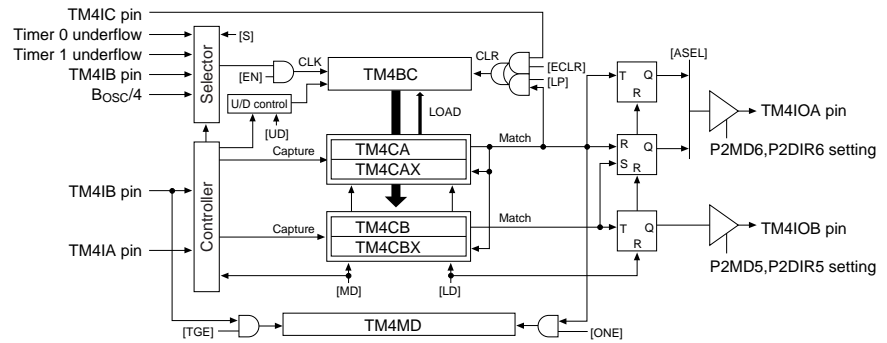 TM4IC pin
Timer 0 underflow
Timer 1 underflow
TM4IB pin
BOSC/4
Selector
[S]
[EN]
CLK
TM4BC
CLR
[ECLR]
[LP]
U/D control
[UD]
LOAD
[ASEL]
T Q
R
TM4IOA pin
P2MD6,P2DIR6 setting
Controller
Capture
TM4CA
TM4CAX
Match
R Q
S
R
TM4IB pin
TM4IA pin
Capture
TM4CB
TM4CBX
Match
T Q
R
TM4IOB pin
P2MD5,P2DIR5 setting
[MD]
[LD]
[TGE]
TM4MD
[ONE]